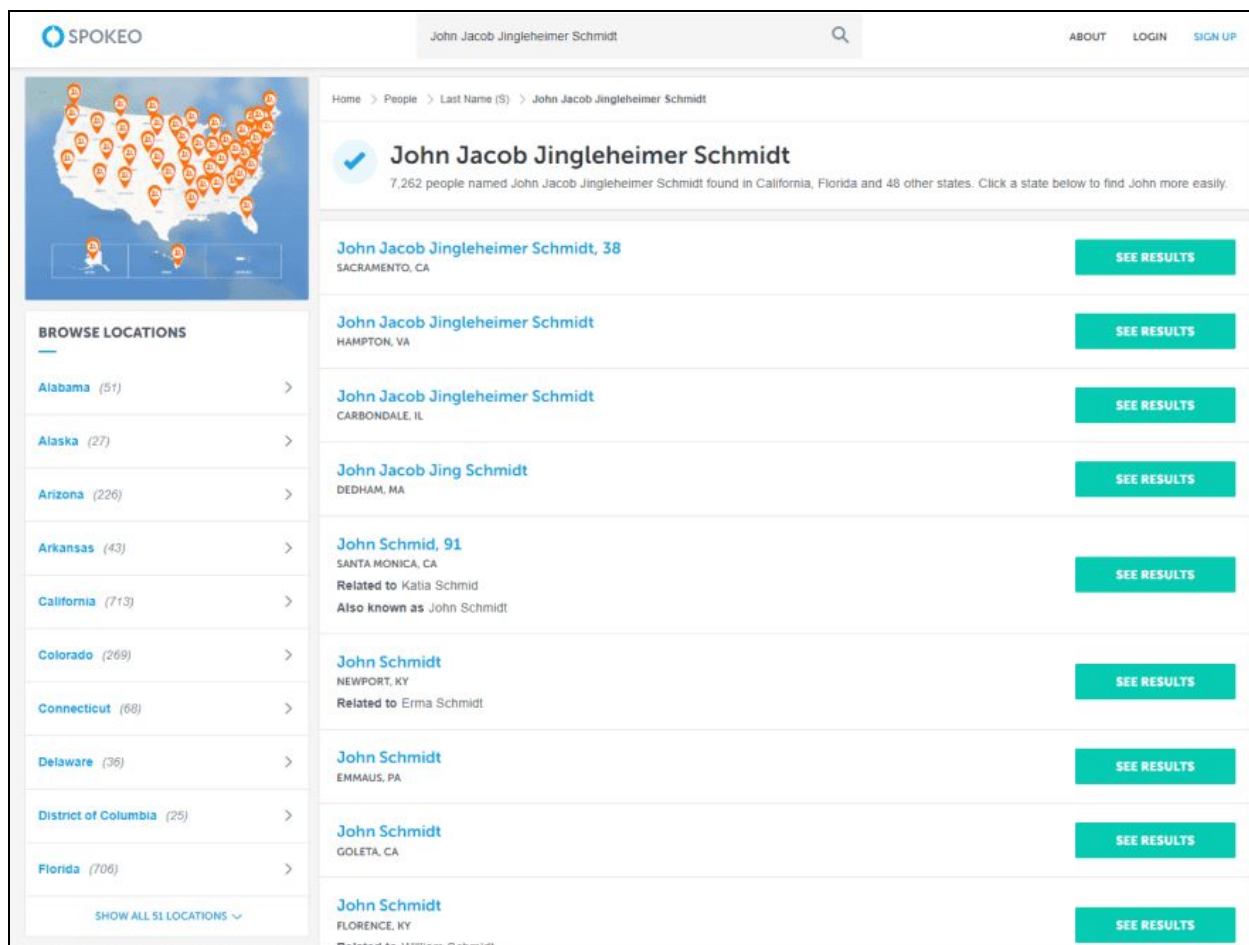 SPOKEO
John Jacob Jingleheimer Schmidt
ABOUT LOGIN SIGN UP
Home > People > Last Name (S) > John Jacob Jingleheimer Schmidt
John Jacob Jingleheimer Schmidt
7,262 people named John Jacob Jingleheimer Schmidt found in California, Florida and 48 other states. Click a state below to find John more easily.
BROWSE LOCATIONS
Alabama (51)
Alaska (27)
Arizona (226)
Arkansas (43)
California (713)
Colorado (269)
Connecticut (68)
Delaware (36)
District of Columbia (25)
Florida (706)
SHOW ALL 51 LOCATIONS
John Jacob Jingleheimer Schmidt, 38
SACRAMENTO, CA
SEE RESULTS
John Jacob Jingleheimer Schmidt
HAMPTON, VA
SEE RESULTS
John Jacob Jingleheimer Schmidt
CARBONDALE, IL
SEE RESULTS
John Jacob Jing Schmidt
DEDHAM, MA
SEE RESULTS
John Schmid, 91
SANTA MONICA, CA
Related to Katia Schmid
Also known as John Schmidt
SEE RESULTS
John Schmidt
NEWPORT, KY
Related to Erma Schmidt
SEE RESULTS
John Schmidt
EMMAUS, PA
SEE RESULTS
John Schmidt
GOLETA, CA
SEE RESULTS
John Schmidt
FLORENCE, KY
Related to William Schmidt
SEE RESULTS